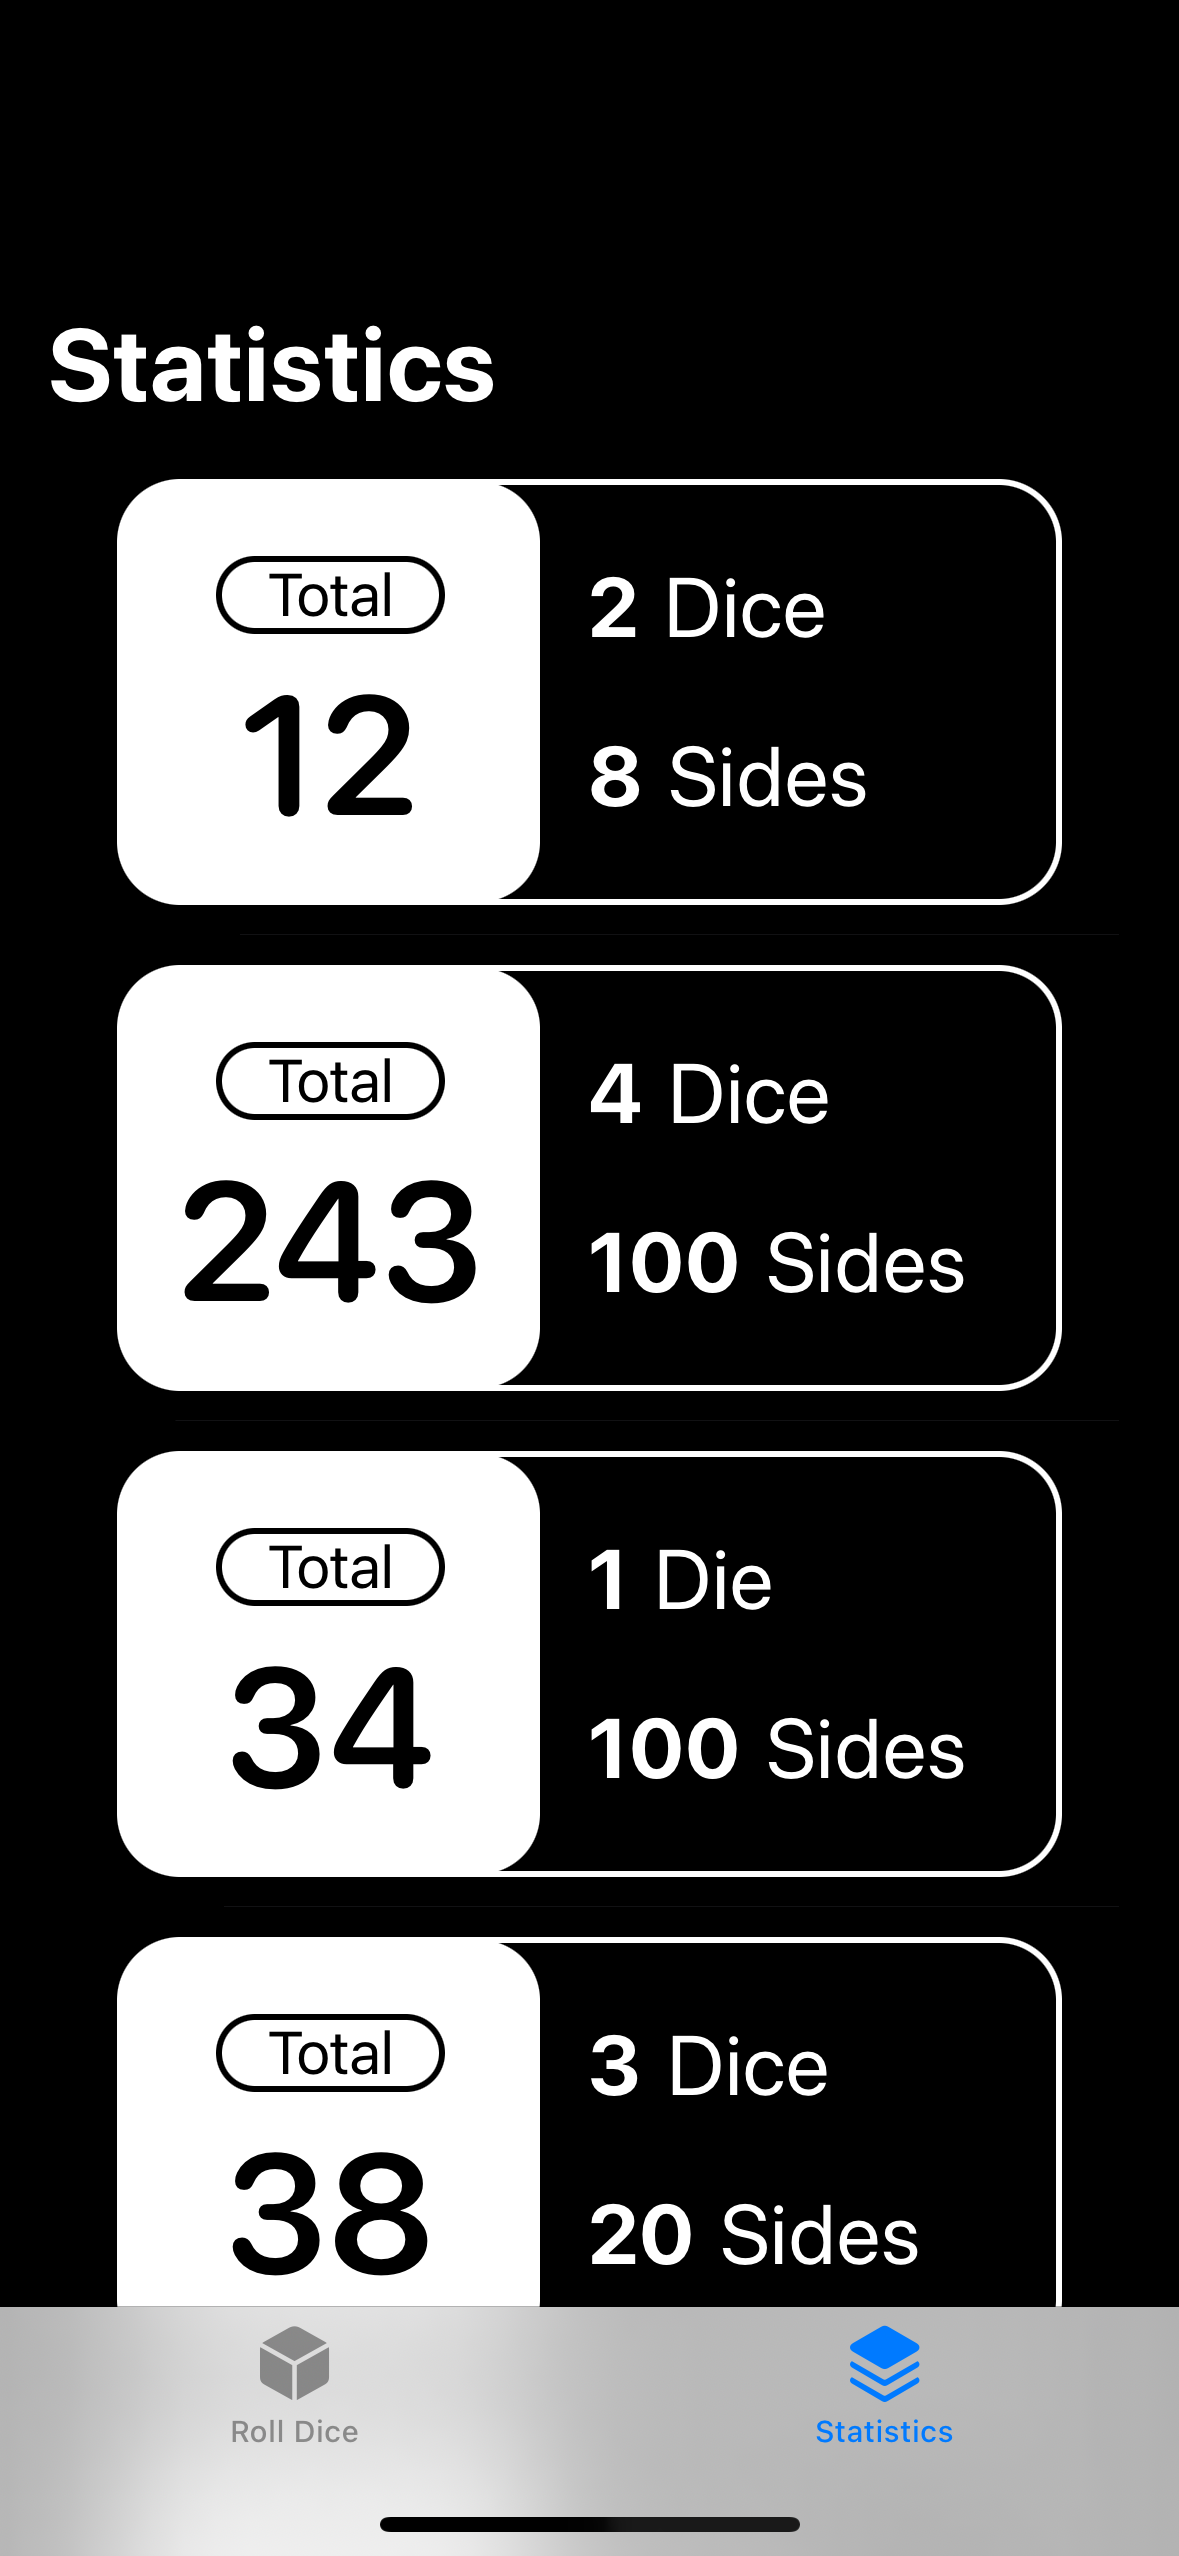 Statistics
Total
12
2 Dice
8 Sides
Total
243
4 Dice
100 Sides
Total
34
1 Die
100 Sides
Total
38
3 Dice
20 Sides
Roll Dice
Statistics